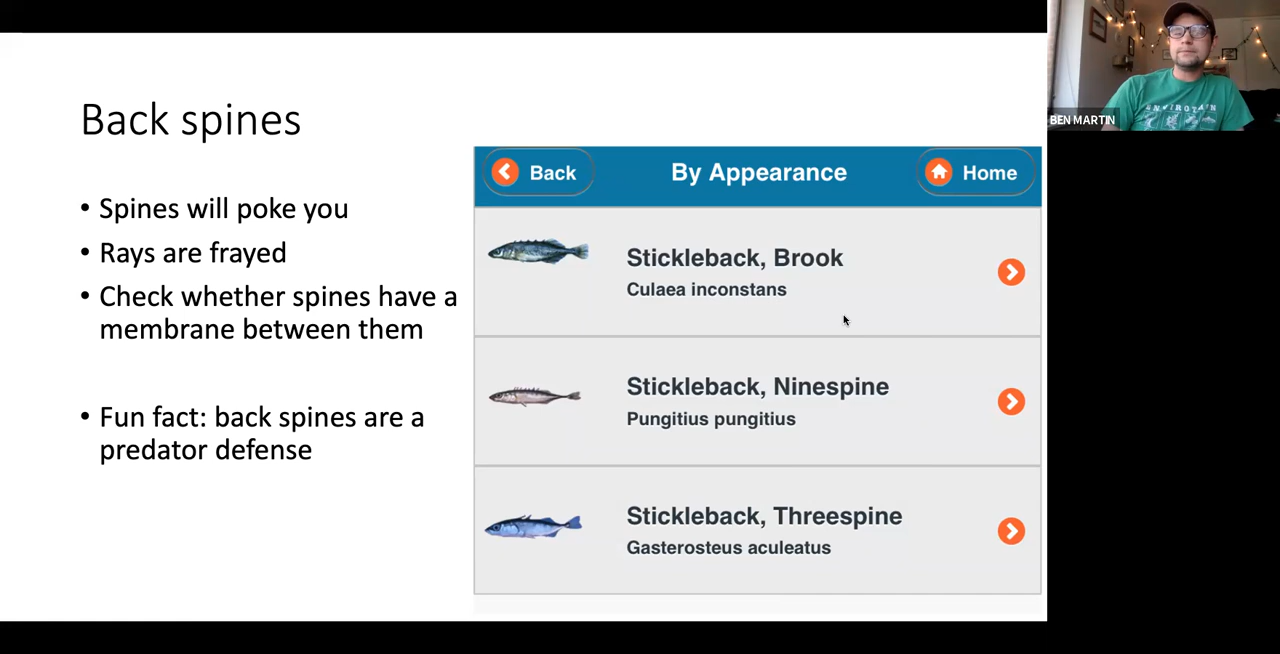 Back spines
• Spines will poke you
• Rays are frayed
• Check whether spines have a
membrane between them
• Fun fact: back spines are a
predator defense
Back
By Appearance
Home
Stickleback, Brook
Culaea inconstans
Stickleback, Ninespine
Pungitius pungitius
Stickleback, Threespine
Gasterosteus aculeatus
BEN MARTIN